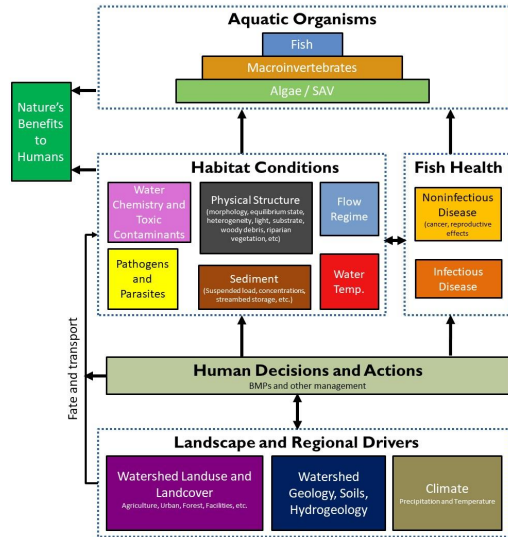 Aquatic Organisms
Fish
Macroinvertebrates
Algae / SAV
Nature's
Benefits
to
Humans
Habitat Conditions
Water
Chemistry and
Toxic
Contaminants
Physical Structure
(morphology, equilibrium state,
heterogeneity, light, substrate,
woody debris, riparian
vegetation, etc)
Flow
Regime
Pathogens
and
Parasites
Sediment
(Suspended load, concentrations,
streambed storage, etc.)
Water
Temp.
Fish Health
Noninfectious
Disease
(cancer, reproductive
effects
Infectious
Disease
Fate and transport
Human Decisions and Actions
BMPs and other management
Landscape and Regional Drivers
Watershed Landuse and
Landcover
Agriculture, Urban, Forest, Facilities, etc.
Watershed
Geology, Soils,
Hydrogeology
Climate
Precipitation and Temperature